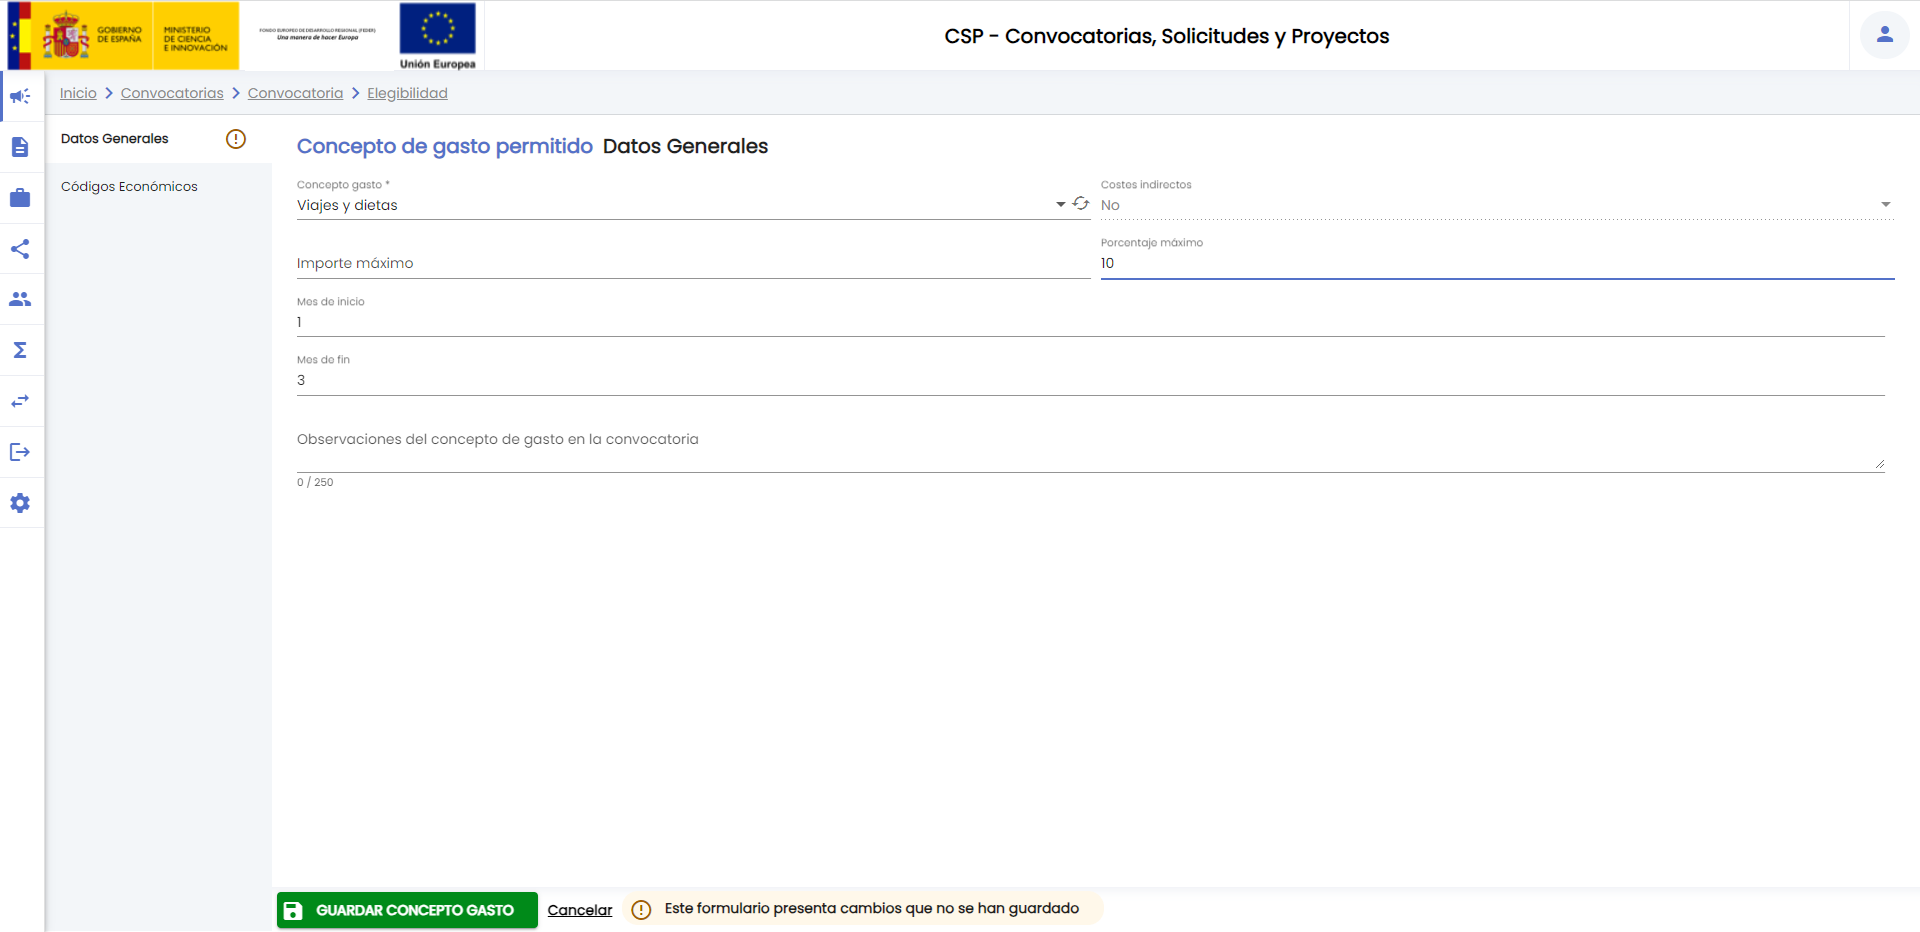 GOBIERNO
DE ESPAÑA
MINISTERIO
DE CIENCIA
E INNOVACIÓN
FONDO EUROPEO DE DESARROLLO REGIONAL (FEDER)
Una manera de hacer Europa
Unión Europea
CSP - Convocatorias, Solicitudes y Proyectos
Inicio > Convocatorias > Convocatoria > Elegibilidad
Datos Generales
Códigos Económicos
Concepto de gasto permitido Datos Generales
Concepto gasto *
Viajes y dietas
Costes indirectos
No
Importe máximo
Porcentaje máximo
10
Mes de inicio
1
Mes de fin
3
Observaciones del concepto de gasto en la convocatoria
0 / 250
GUARDAR CONCEPTO GASTO
Cancelar
Este formulario presenta cambios que no se han guardado